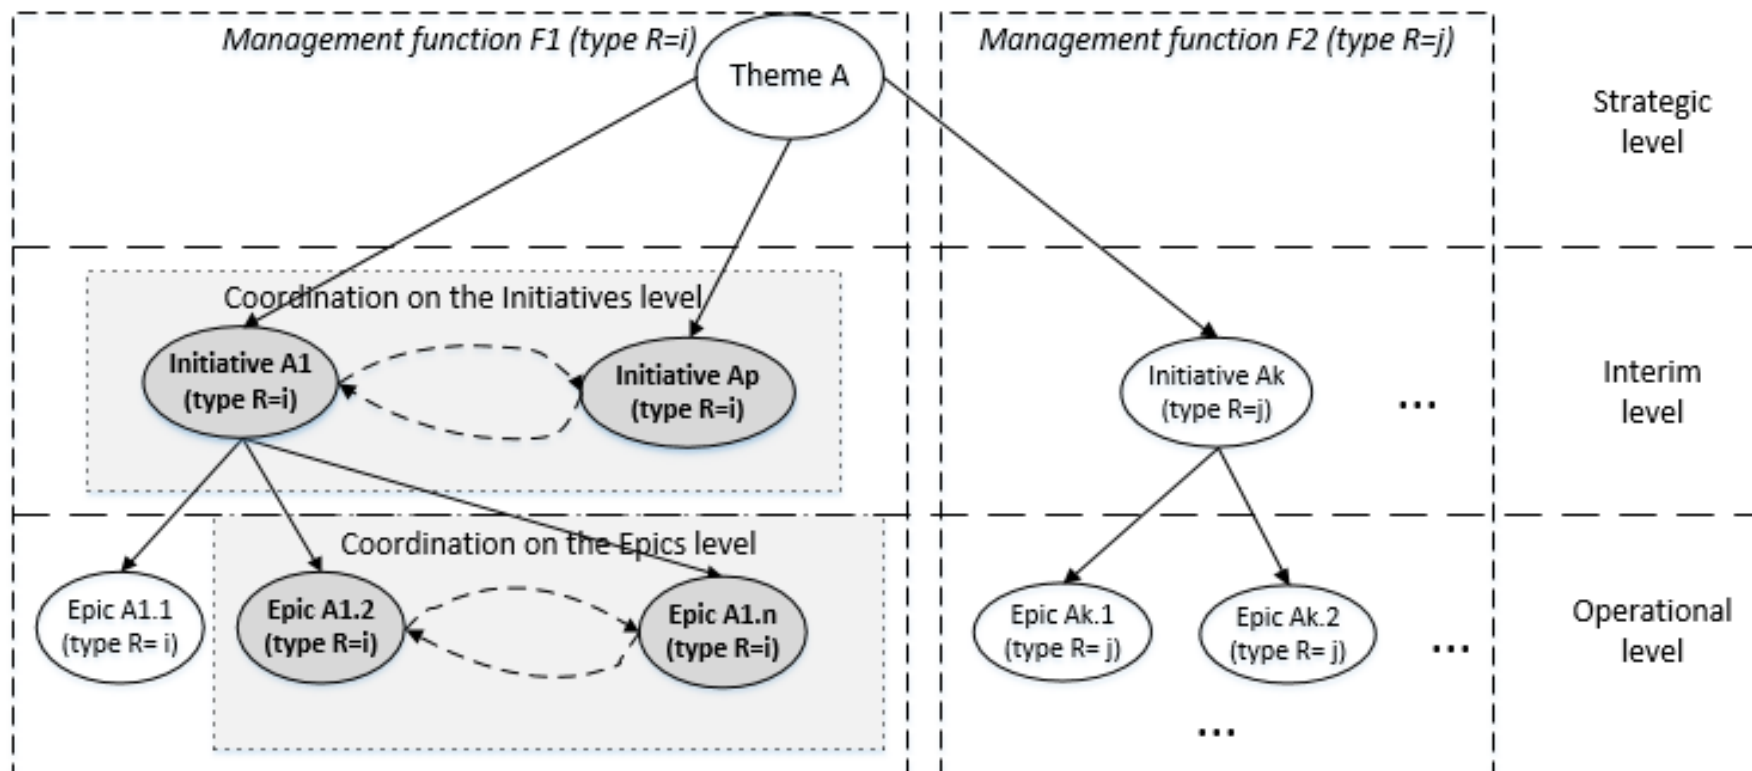 Management function F1 (type R=i)
Management function F2 (type R=j)
Theme A
Strategic
level
Coordination on the Initiatives level
Initiative A1
(type R=i)
Initiative Ap
(type R=i)
Initiative Ak
(type R=j)
...
Interim
level
Coordination on the Epics level
Epic A1.1
(type R= i)
Epic A1.2
(type R=i)
Epic A1.n
(type R=i)
Epic Ak.1
(type R= j)
Epic Ak.2
(type R= j)
...
Operational
level
...